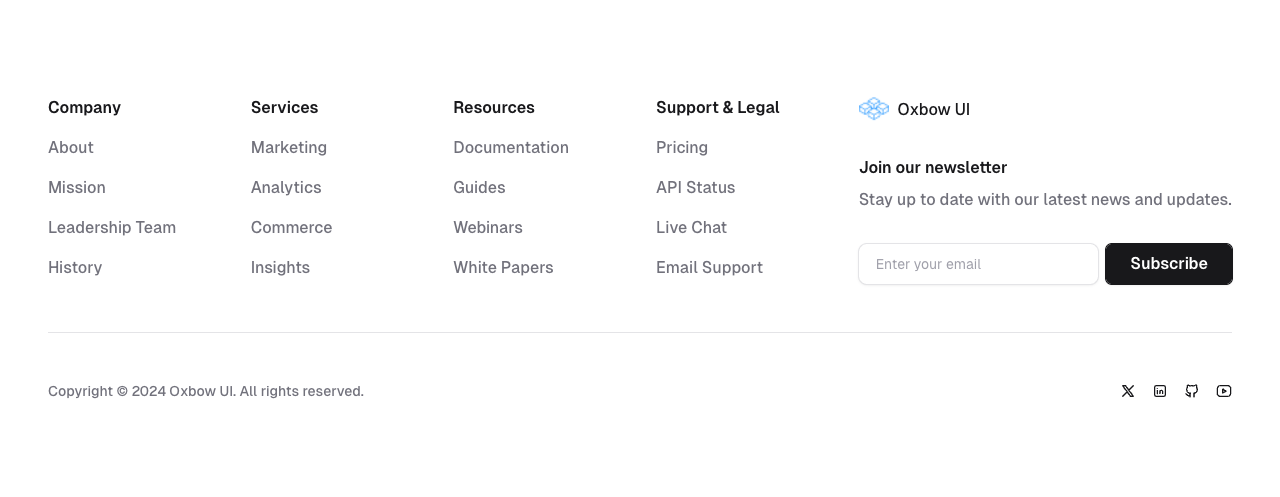 Company
About
Mission
Leadership Team
History
Services
Marketing
Analytics
Commerce
Insights
Resources
Documentation
Guides
Webinars
White Papers
Support & Legal
Pricing
API Status
Live Chat
Email Support
Oxbow UI
Join our newsletter
Stay up to date with our latest news and updates.
Enter your email
Subscribe
Copyright © 2024 Oxbow UI. All rights reserved.